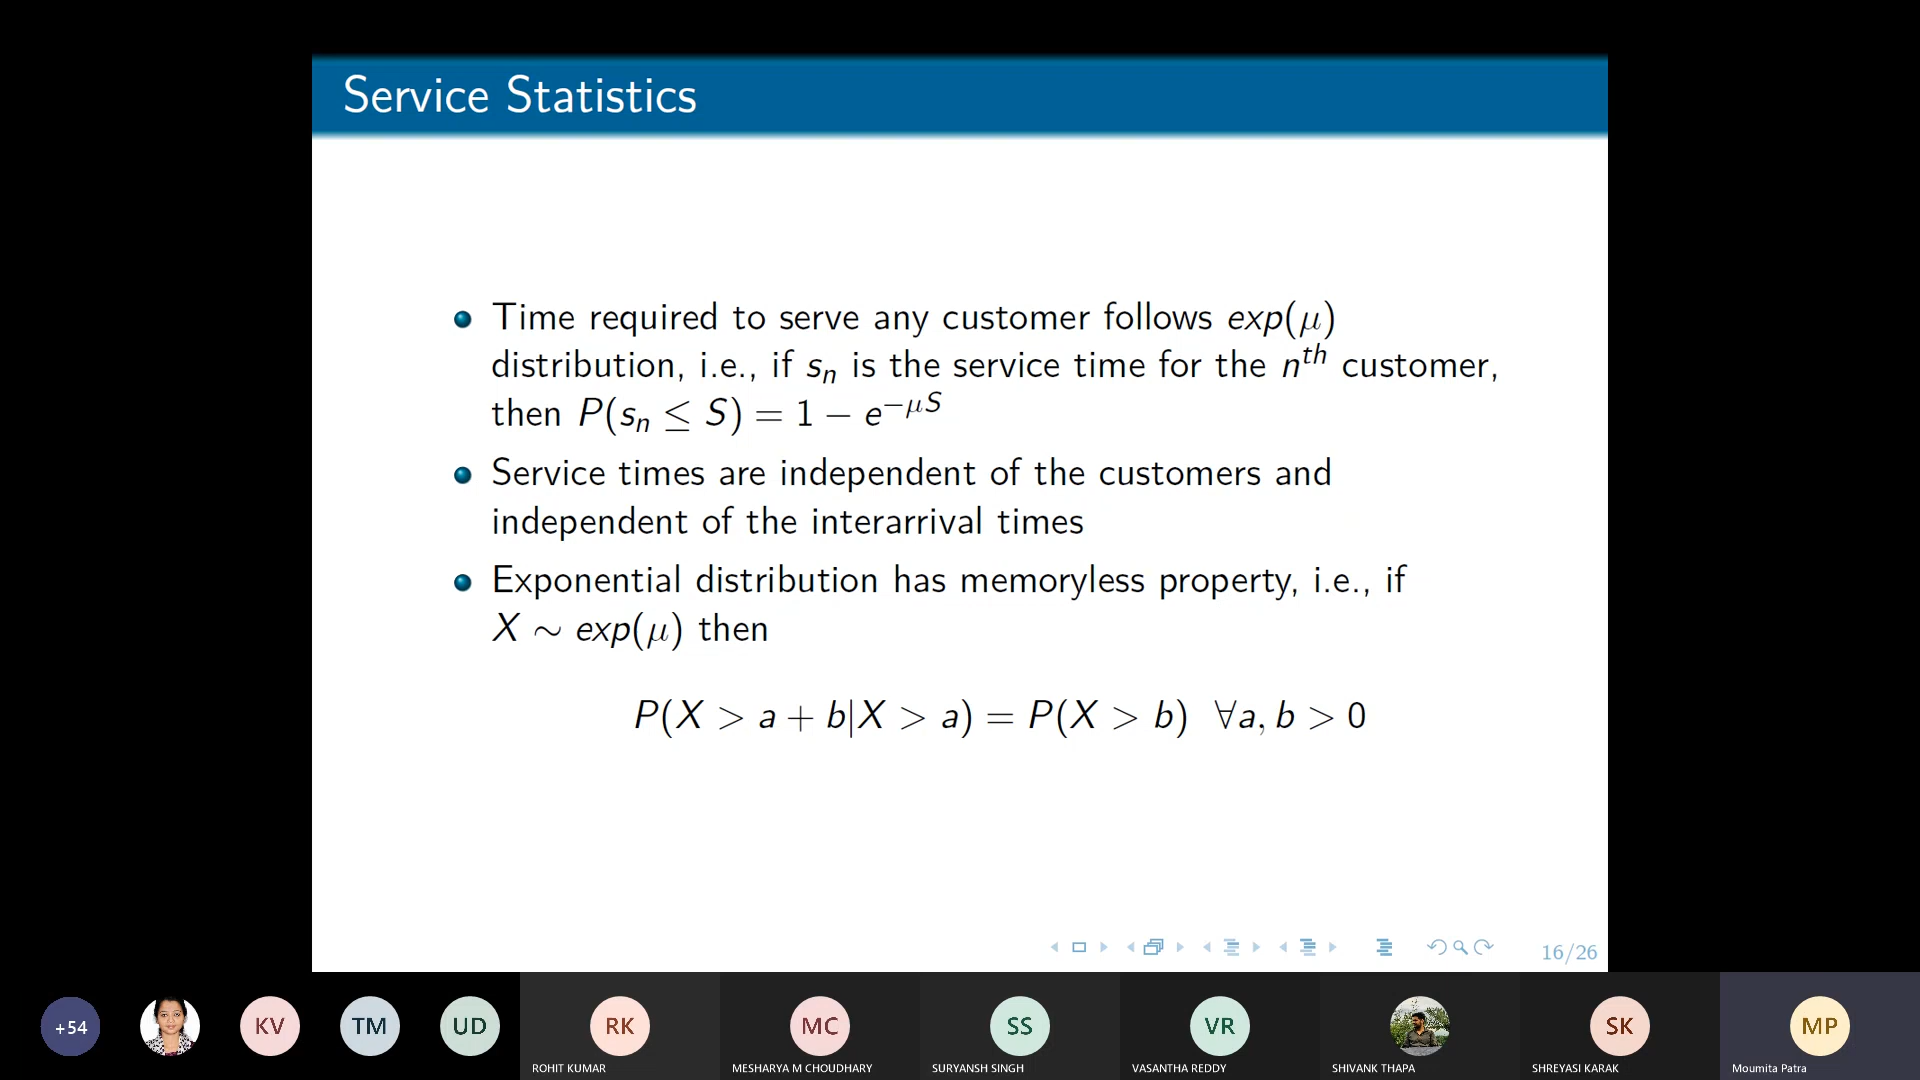 Service Statistics
Time required to serve any customer follows exp(μ)
distribution, i.e., if sₙ is the service time for the nᵗʰ customer,
then P(sₙ ≤ S) = 1 − e^{−μS}
Service times are independent of the customers and
independent of the interarrival times
Exponential distribution has memoryless property, i.e., if
X ∼ exp(μ) then
P(X > a + b|X > a) = P(X > b) ∀a, b > 0
16/26
+54 KV TM UD RK MC SS VR SK MP
ROHIT KUMAR MESHARYA M CHOUDHARY SURYANSH SINGH VASANTHA REDDY SHIVANK THAPA SHREYASI KARAK Moumita Patra